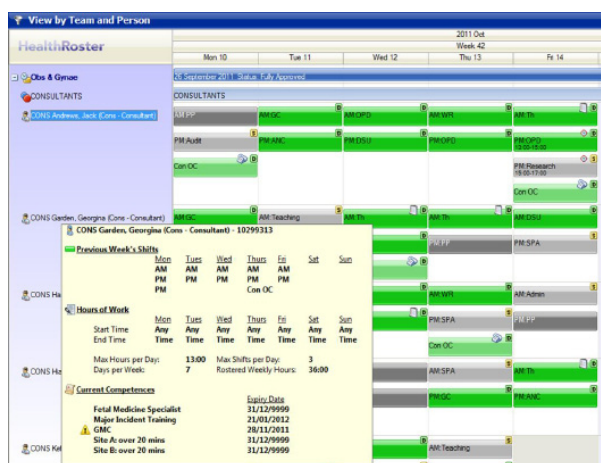 View by Team and Person
HealthRoster
2011 Oct
Week 42
Mon 10 Tue 11 Wed 12 Thu 13 Fri 14
Obs & Gynae
26 September 2011 Status: Fully Approved
CONSULTANTS CONSULTANTS
CONS Andrews, Jack (Cons - Consultant) AM:PP AM:GC AM:OPD AM:WR AM:Th
PM:Audit PM:ANC PM:DSU PM:OPD PM:OPD
13:00-15:00
Con OC PM:Research
15:00-17:00
Con OC
CONS Garden, Georgina (Cons - Consultant) AM:GC AM:Teaching AM:Th AM:Th AM:DSU
CONS Garden, Georgina (Cons - Consultant) - 10299313
PM:PP PM:SPA
Previous Week's Shifts
Mon Tues Wed Thurs Fri Sat Sun
AM AM AM AM AM
PM PM PM PM PM
PM Con OC
CONS Ha AM:WR AM:Admin
Hours of Work
Mon Tues Wed Thurs Fri Sat Sun
PM:SPA PM:PP
Start Time Any Any Any Any Any Any Any
End Time Time Time Time Time Time Time Time
Con OC
Max Hours per Day: 13:00 Max Shifts per Day: 3
Days per Week: 7 Rostered Weekly Hours: 36:00
CONS Ha AM:SPA AM:Th
Current Competences
Expiry Date
PM:GC PM:ANC
Fetal Medicine Specialist 31/12/9999
Major Incident Training 21/01/2012
GMC 28/11/2011
Site A: over 20 mins 31/12/9999
Site B: over 20 mins 31/12/9999
CONS Kel AM:Teaching